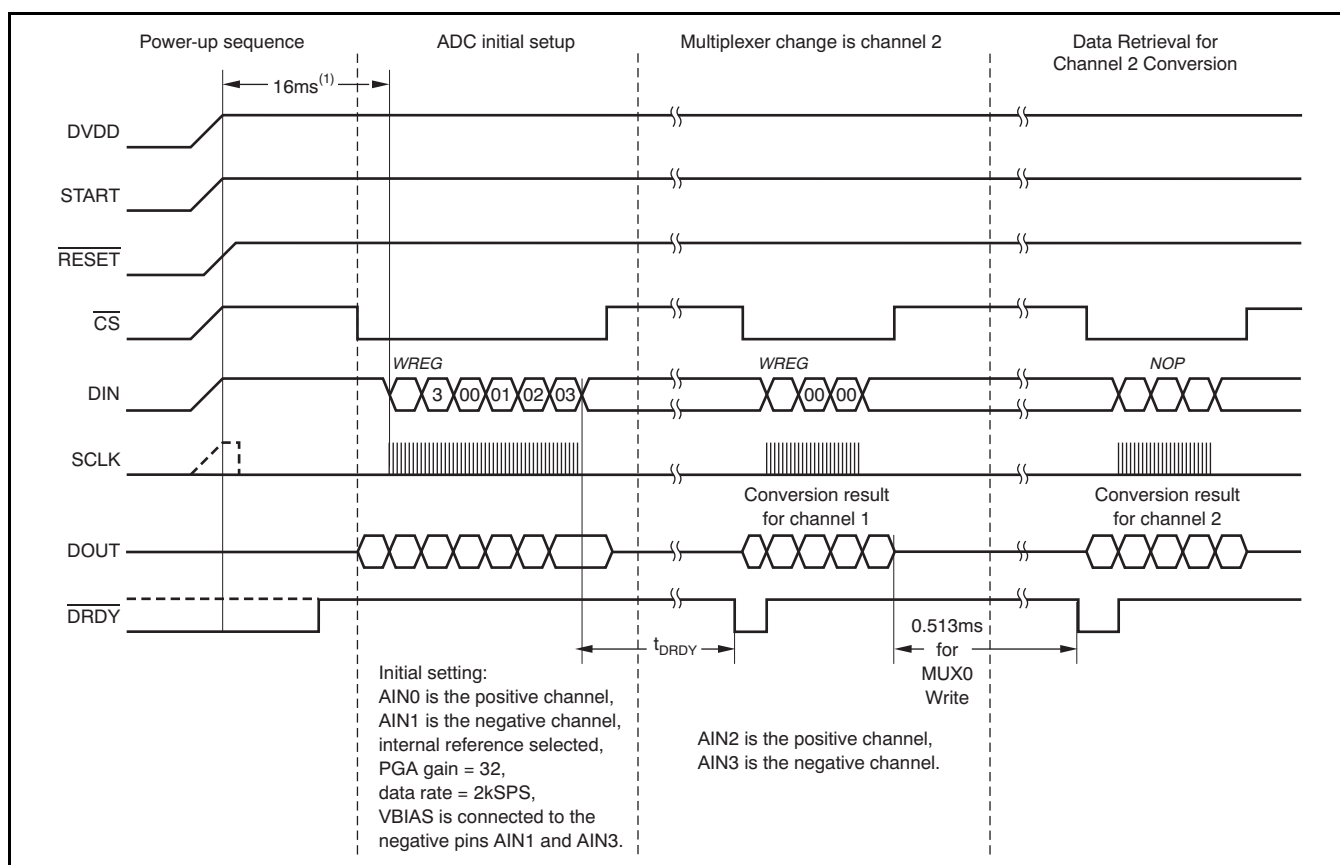 Power-up sequence
ADC initial setup
Multiplexer change is channel 2
Data Retrieval for
Channel 2 Conversion
16ms(1)
DVDD
START
RESET
CS
WREG
WREG
NOP
DIN
3 00 01 02 03
00 00
SCLK
Conversion result
for channel 1
Conversion result
for channel 2
DOUT
DRDY
tDRDY
0.513ms
for
MUX0
Write
Initial setting:
AIN0 is the positive channel,
AIN1 is the negative channel,
internal reference selected,
PGA gain = 32,
data rate = 2kSPS,
VBIAS is connected to the
negative pins AIN1 and AIN3.
AIN2 is the positive channel,
AIN3 is the negative channel.